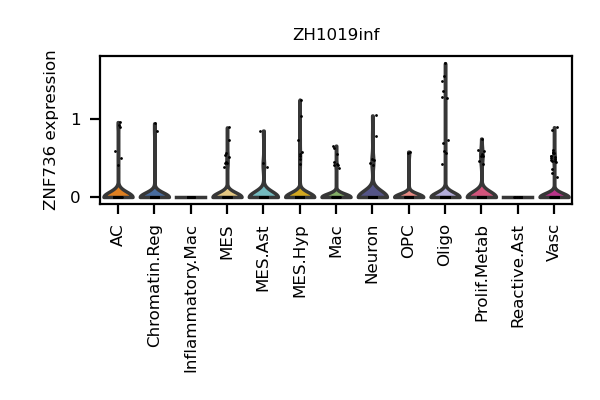 ZH1019inf
ZNF736 expression
1
0
AC
Chromatin.Reg
Inflammatory.Mac
MES
MES.Ast
MES.Hyp
Mac
Neuron
OPC
Oligo
Prolif.Metab
Reactive.Ast
Vasc